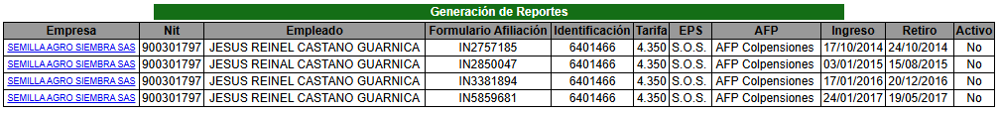 Generación de Reportes
Empresa Nit Empleado Formulario Afiliación Identificación Tarifa EPS AFP Ingreso Retiro Activo
SEMILLA AGRO SIEMBRA SAS 900301797 JESUS REINEL CASTANO GUARNICA IN2757185 6401466 4.350 S.O.S. AFP Colpensiones 17/10/2014 24/10/2014 No
SEMILLA AGRO SIEMBRA SAS 900301797 JESUS REINEL CASTANO GUARNICA IN2850047 6401466 4.350 S.O.S. AFP Colpensiones 03/01/2015 15/08/2015 No
SEMILLA AGRO SIEMBRA SAS 900301797 JESUS REINEL CASTANO GUARNICA IN3381894 6401466 4.350 S.O.S. AFP Colpensiones 17/01/2016 20/12/2016 No
SEMILLA AGRO SIEMBRA SAS 900301797 JESUS REINEL CASTANO GUARNICA IN5859681 6401466 4.350 S.O.S. AFP Colpensiones 24/01/2017 19/05/2017 No